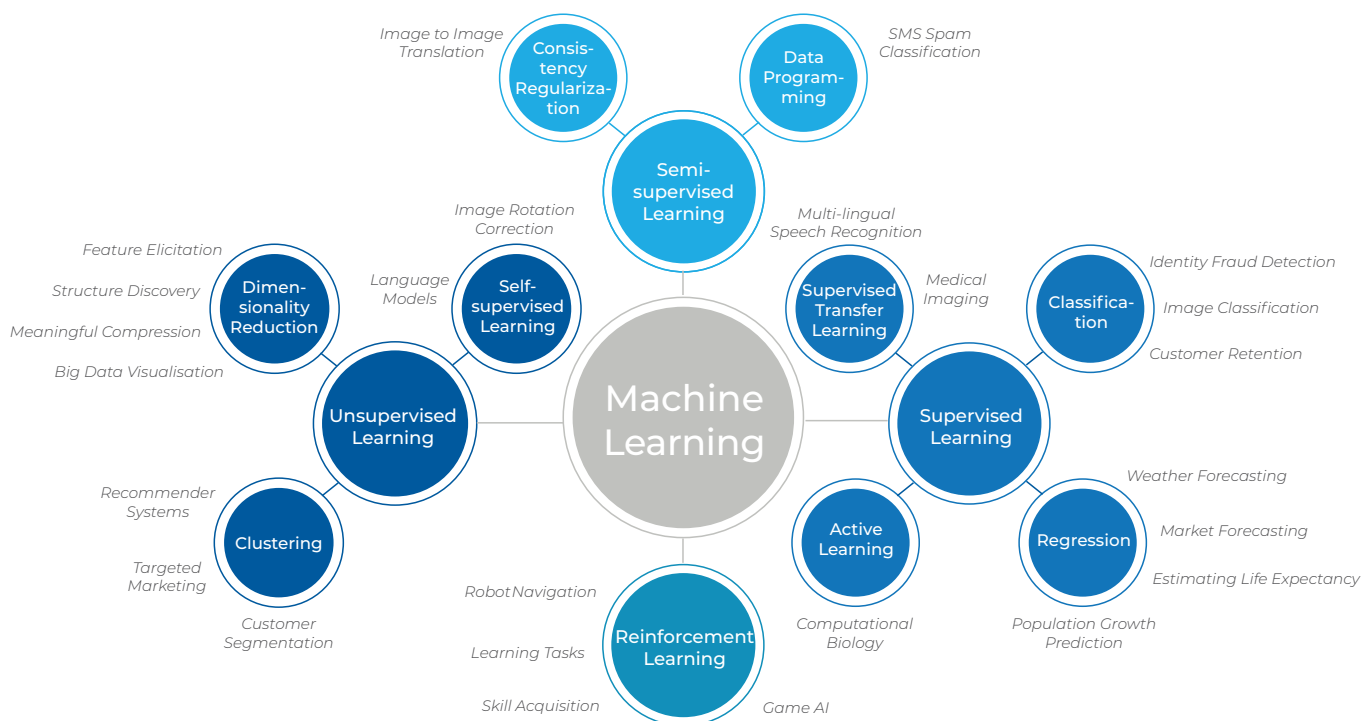 Image to Image
Translation
Consis-
tency
Regulariza-
tion
Data
Program-
ming
SMS Spam
Classification
Semi-
supervised
Learning
Feature Elicitation
Structure Discovery
Meaningful Compression
Big Data Visualisation
Dimen-
sionality
Reduction
Image Rotation
Correction
Language
Models
Self-
supervised
Learning
Unsupervised
Learning
Recommender
Systems
Targeted
Marketing
Customer
Segmentation
Clustering
Machine
Learning
Multi-lingual
Speech Recognition
Medical
Imaging
Supervised
Transfer
Learning
Classifica-
tion
Identity Fraud Detection
Image Classification
Customer Retention
Supervised
Learning
Active
Learning
Computational
Biology
Regression
Weather Forecasting
Market Forecasting
Estimating Life Expectancy
Population Growth
Prediction
RobotNavigation
Learning Tasks
Skill Acquisition
Game AI
Reinforcement
Learning